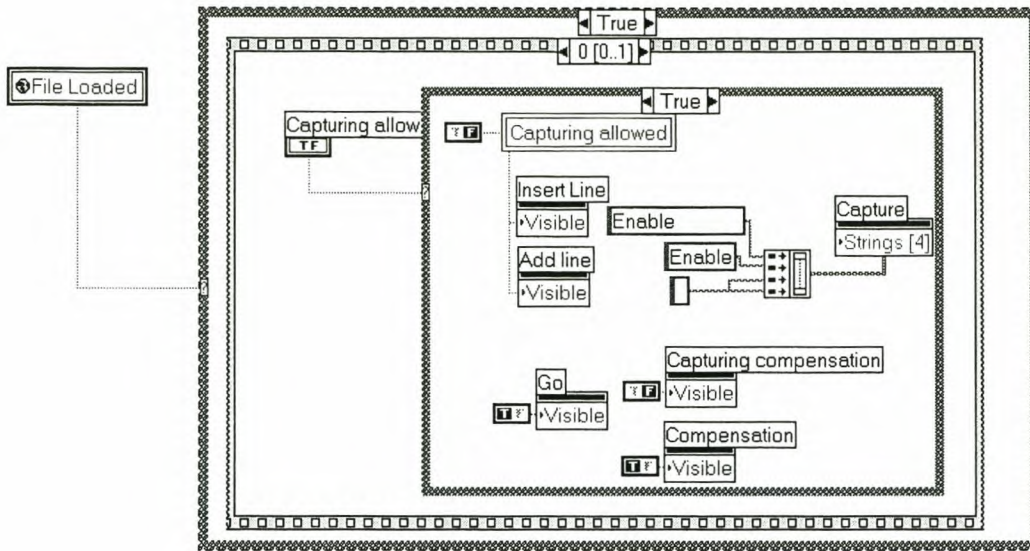 True
0 [0..1]
File Loaded
True
Capturing allow
TF
F
Capturing allowed
Insert Line
Visible
Enable
Capture
Strings [4]
Add line
Visible
Enable
Capturing compensation
Go
F
Visible
T
Visible
Compensation
T
Visible